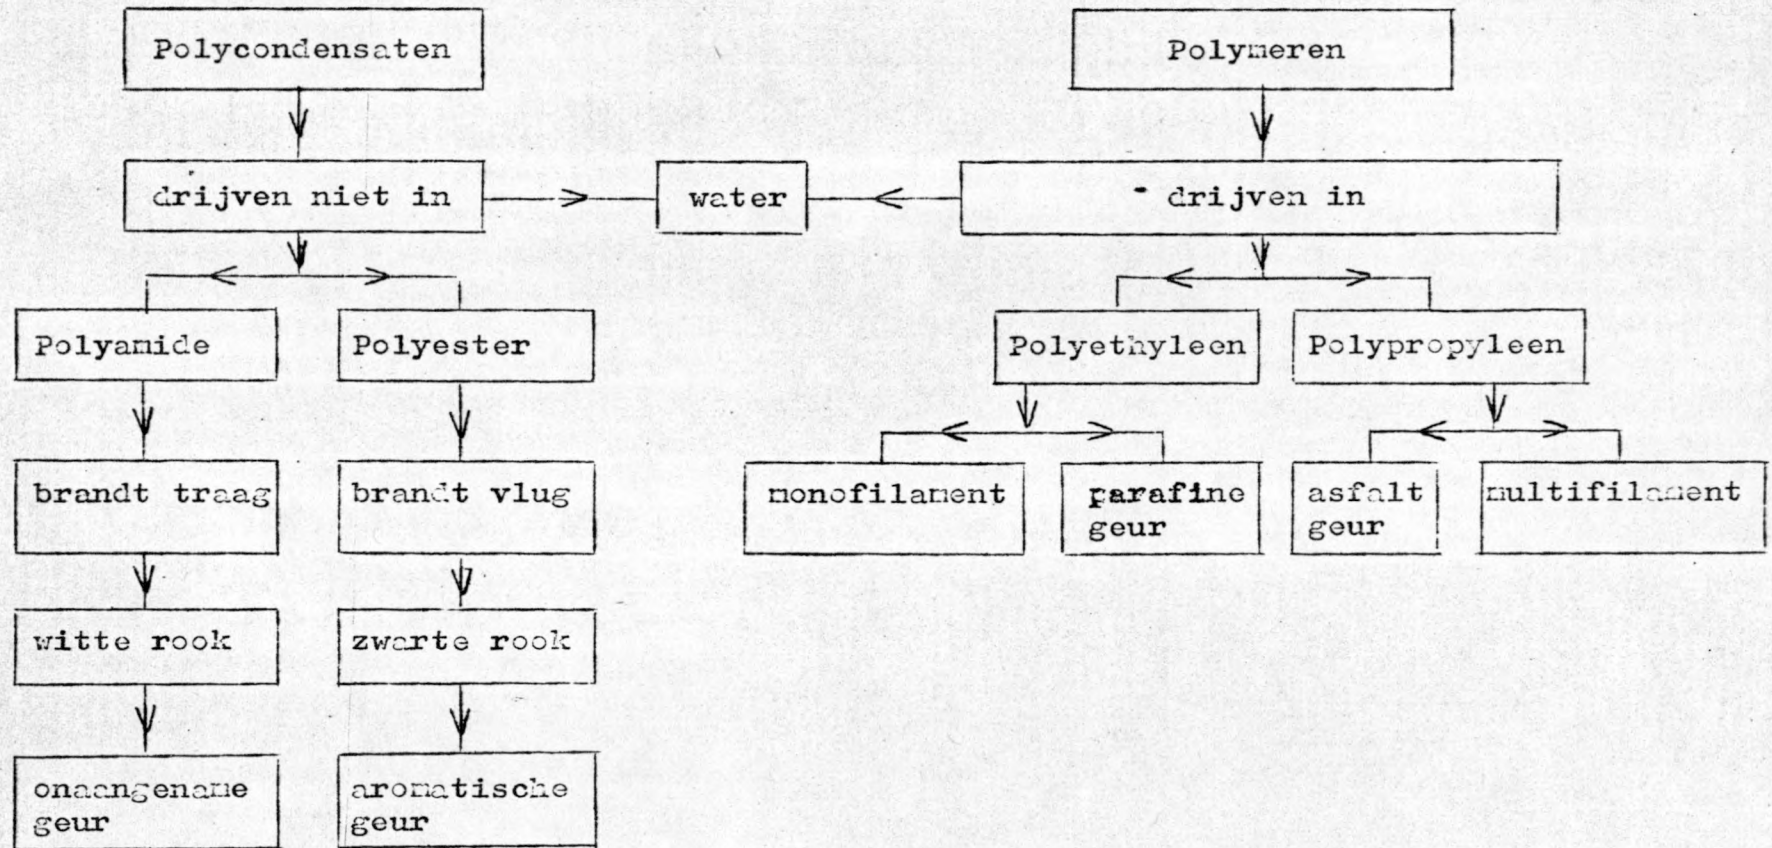 Polycondensaten
Polymeren
drijven niet in
water
drijven in
Polyamide
Polyester
Polyethyleen
Polypropyleen
brandt traag
brandt vlug
monofilament
parafine
geur
asfalt
geur
multifilament
witte rook
zwarte rook
onaangename
geur
aromatische
geur